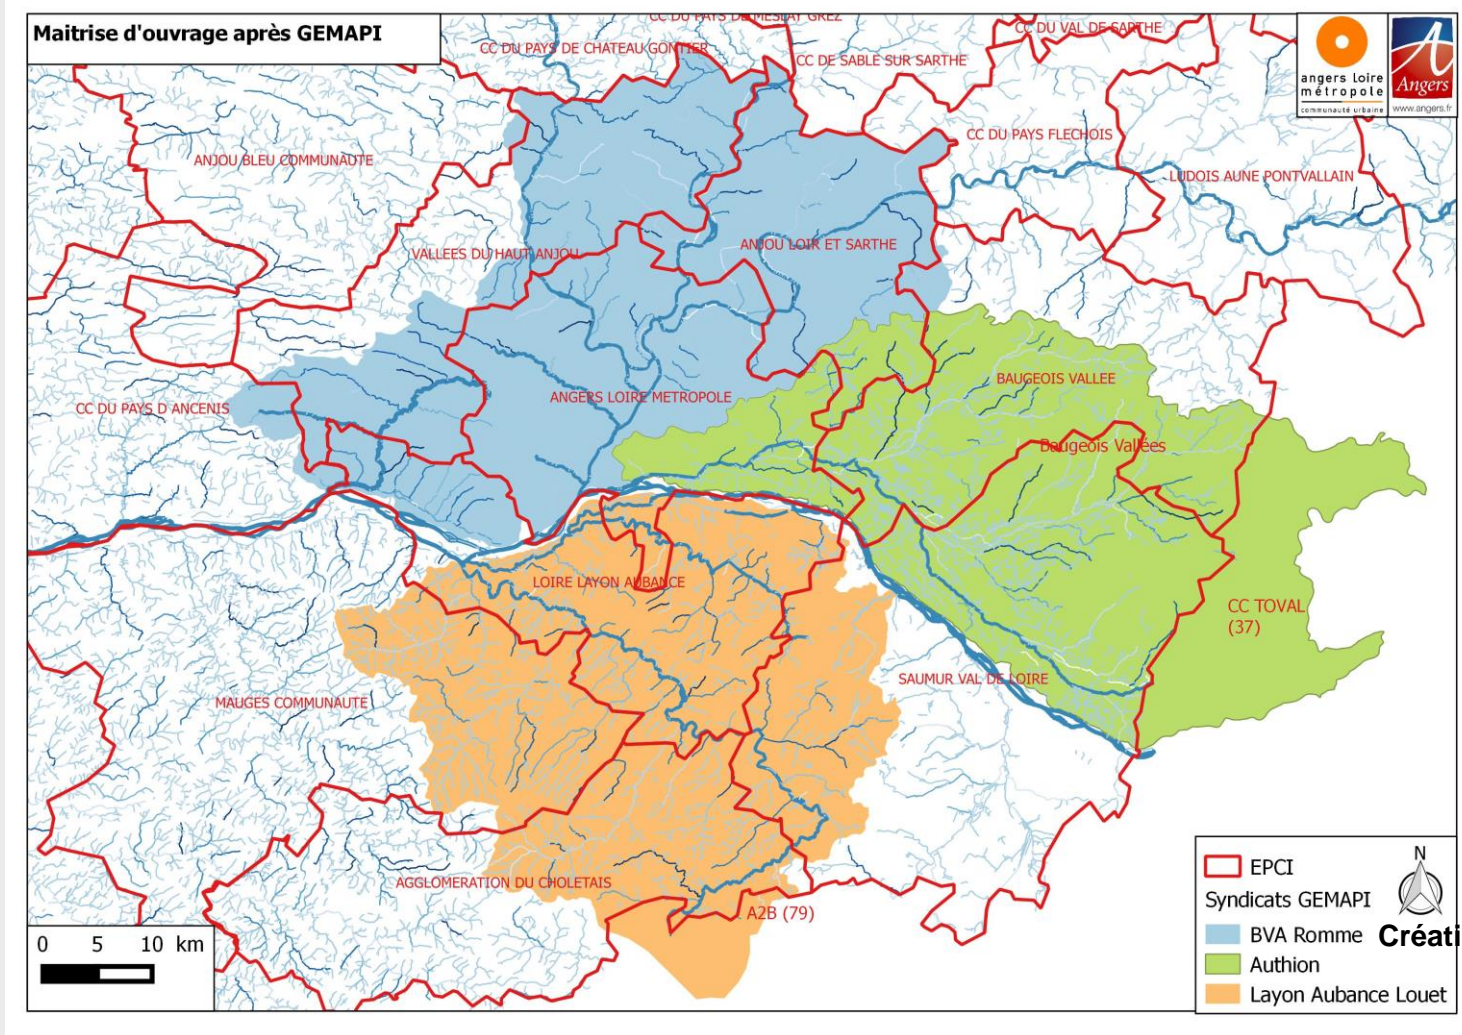 Maitrise d'ouvrage après GEMAPI
CC DU PAYS DE MESLAY GREZ
CC DU PAYS DE CHATEAU GONTIER
CC DU VAL DE SARTHE
CC DE SABLE SUR SARTHE
angers Loire
métropole
communauté urbaine
Angers
www.angers.fr
CC DU PAYS FLECHOIS
ANJOU BLEU COMMUNAUTE
LUDOIS AUNE PONTVALLAIN
VALLEES DU HAUT ANJOU
ANJOU LOIR ET SARTHE
BAUGEOIS VALLEE
ANGERS LOIRE METROPOLE
CC DU PAYS D ANCENIS
Baugeois Vallées
LOIRE LAYON AUBANCE
CC TOVAL
(37)
SAUMUR VAL DE LOIRE
MAUGES COMMUNAUTE
AGGLOMERATION DU CHOLETAIS
A2B (79)
0 5 10 km
N
EPCI
Syndicats GEMAPI
BVA Romme
Créati
Authion
Layon Aubance Louet